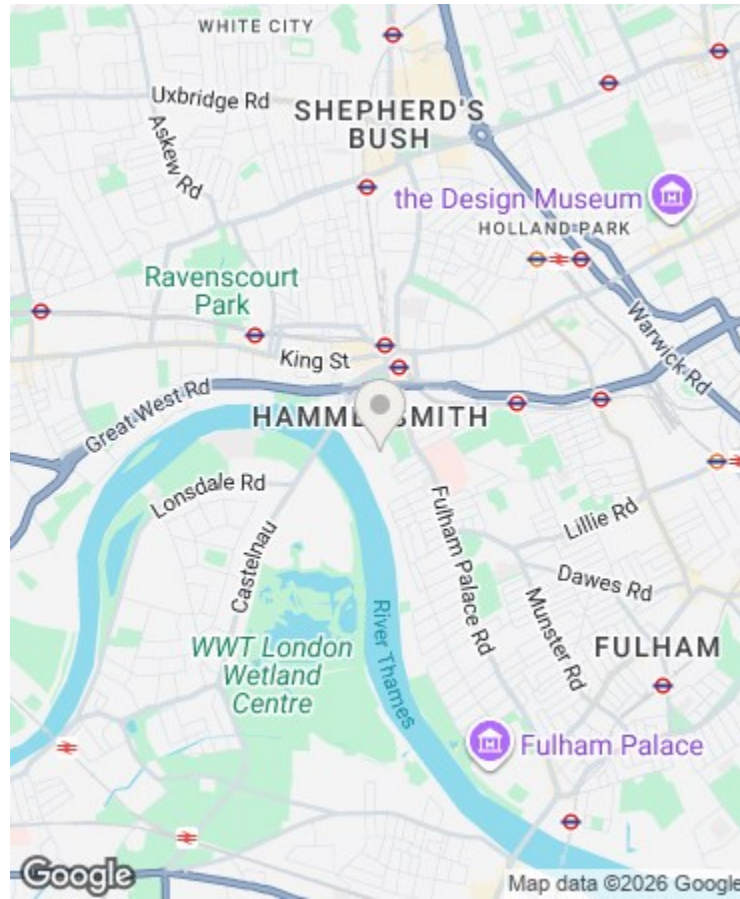 WHITE CITY
Uxbridge Rd
SHEPHERD'S
BUSH
Askew Rd
the Design Museum
HOLLAND PARK
Ravenscourt
Park
King St
Warwick Rd
Great West Rd
HAMMERSMITH
Lonsdale Rd
Fulham Palace Rd
Lillie Rd
Castelnau
Dawes Rd
River Thames
Munster Rd
WWT London
Wetland
Centre
FULHAM
Fulham Palace
Google
Map data ©2026 Google